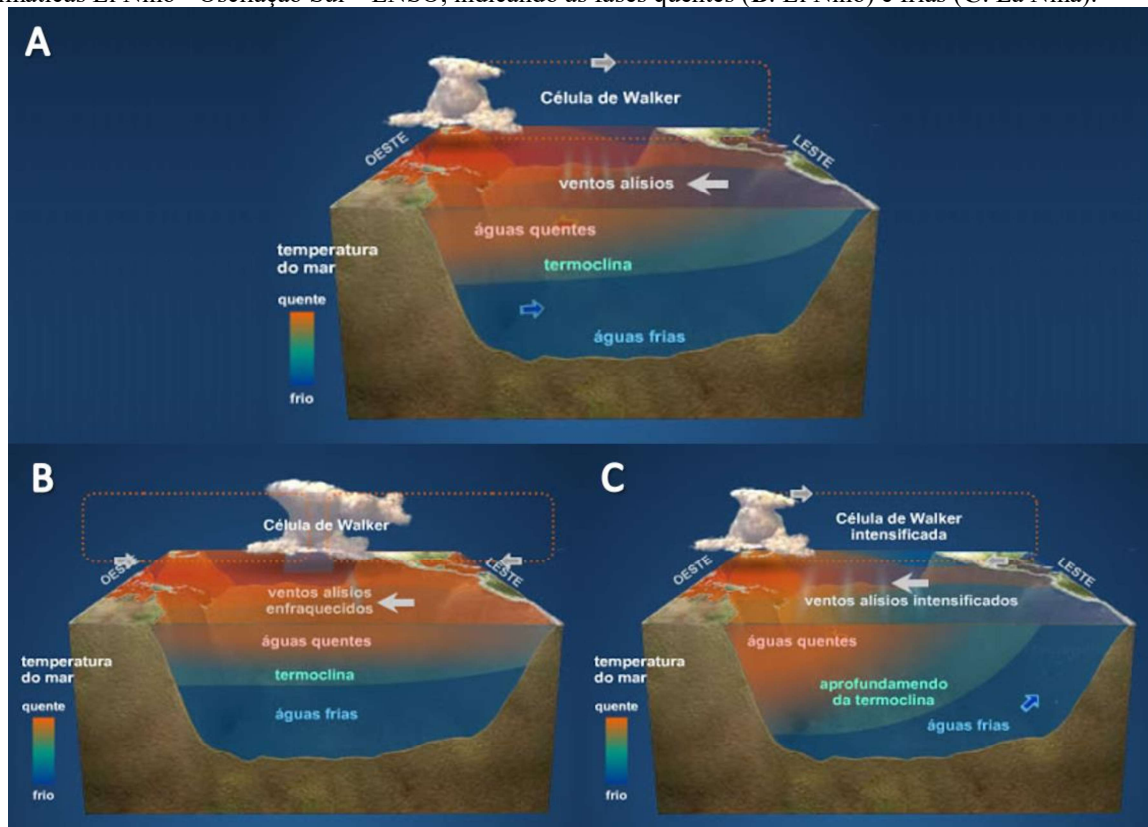 climáticas El Niño - Oscilação Sul - ENSO, indicando as fases quentes (B. El Niño) e frias (C. La Niña).
A
Célula de Walker
OESTE
LESTE
ventos alísios
águas quentes
temperatura
do mar
termoclina
quente
águas frias
frio
B
Célula de Walker
OESTE
LESTE
ventos alísios
enfraquecidos
águas quentes
temperatura
do mar
termoclina
quente
águas frias
frio
C
Célula de Walker
intensificada
OESTE
LESTE
ventos alísios intensificados
águas quentes
temperatura
do mar
aprofundamento
da termoclina
quente
águas frias
frio